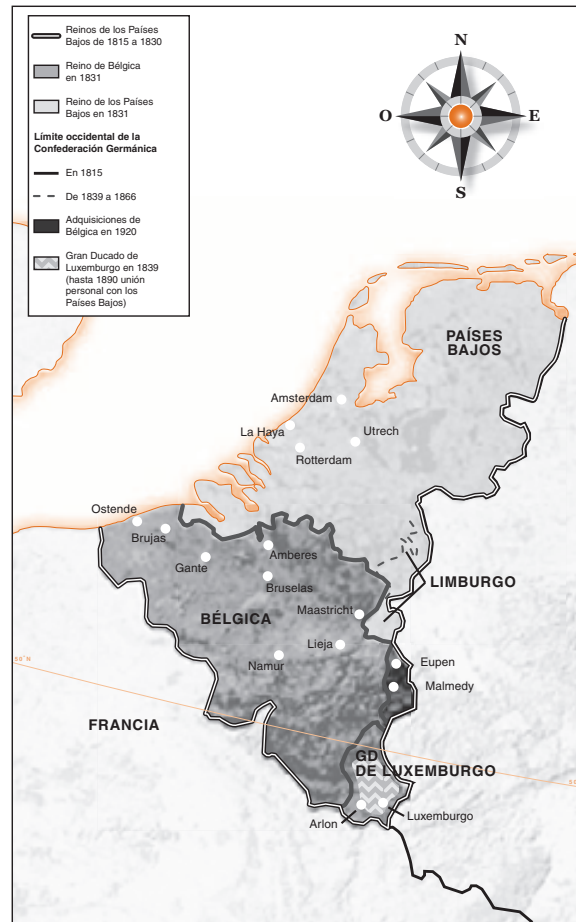 Reinos de los Países
Bajos de 1815 a 1830
Reino de Bélgica
en 1831
Reino de los Países
Bajos en 1831
Límite occidental de la
Confederación Germánica
En 1815
De 1839 a 1866
Adquisiciones de
Bélgica en 1920
Gran Ducado de
Luxemburgo en 1839
(hasta 1890 unión
personal con los
Países Bajos)
N
O
E
S
PAÍSES
BAJOS
Amsterdam
La Haya
Utrech
Rotterdam
Ostende
Brujas
Amberes
Gante
Bruselas
LIMBURGO
BÉLGICA
Maastricht
Lieja
Namur
Eupen
Malmedy
50°N
FRANCIA
GD
DE LUXEMBURGO
Arlon
Luxemburgo